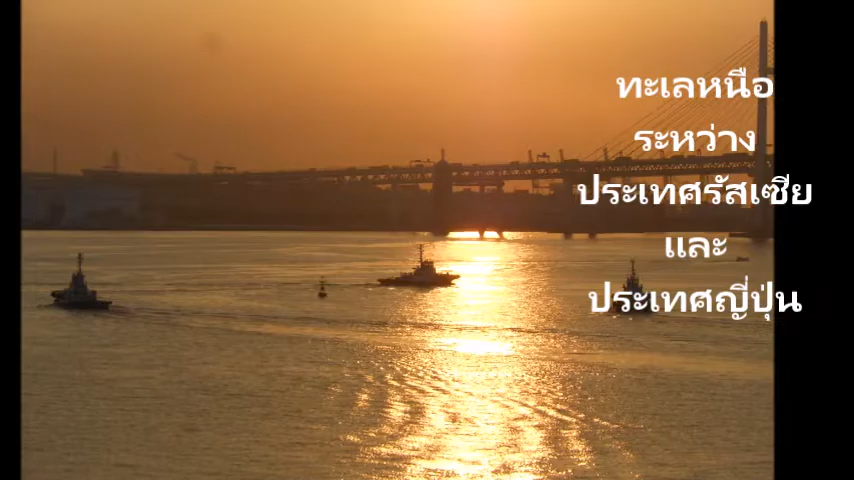 ทะเลหนือ
ระหว่าง
ประเทศรัสเซีย
และ
ประเทศญี่ปุ่น